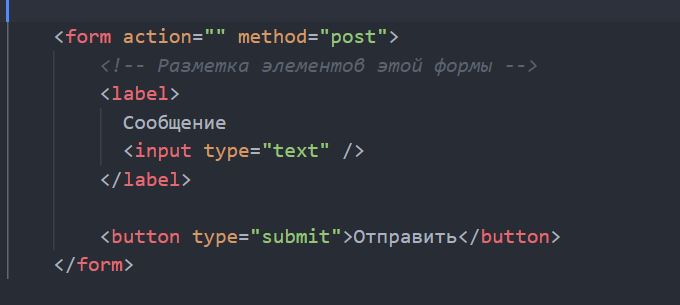 <form action="" method="post">
<!-- Разметка элементов этой формы -->
<label>
Сообщение
<input type="text" />
</label>
<button type="submit">Отправить</button>
</form>